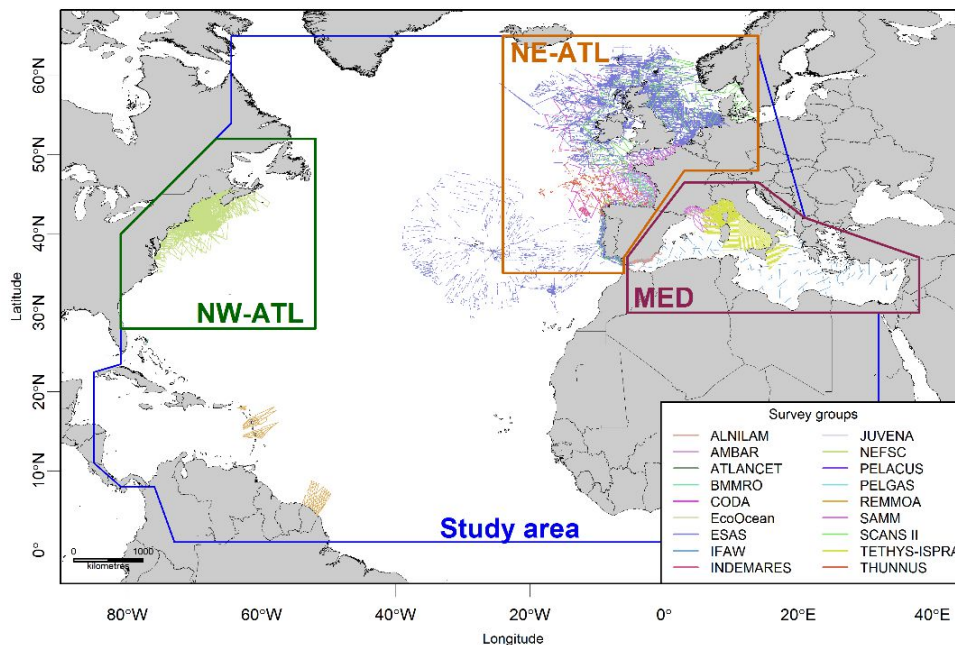 NE-ATL
NW-ATL
MED
Study area
0
1000
kilometres
60°N
50°N
40°N
30°N
20°N
10°N
0°
Latitude
80°W
60°W
40°W
20°W
0°
20°E
40°E
Longitude
Survey groups
ALNILAM
AMBAR
ATLANCET
BMMRO
CODA
EcoOcean
ESAS
IFAW
INDEMARES
JUVENA
NEFSC
PELACUS
PELGAS
REMMOA
SAMM
SCANS II
TETHYS-ISPRA
THUNNUS